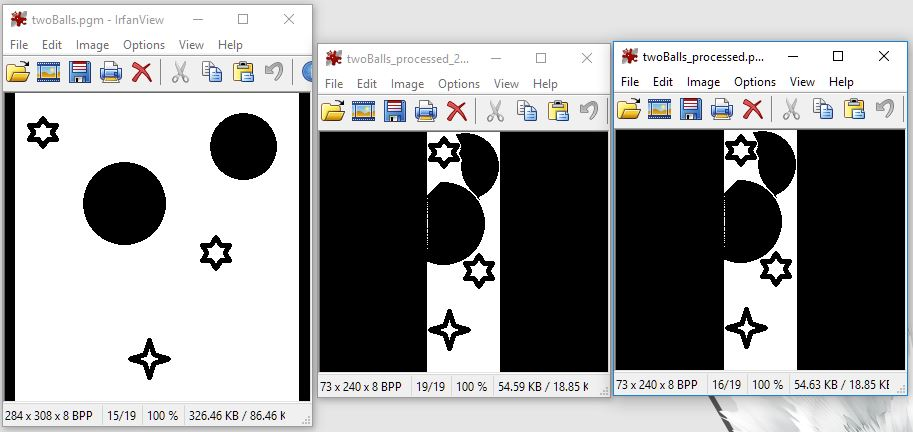 twoBalls.pgm - IrfanView
File Edit Image Options View Help
284 x 308 x 8 BPP 15/19 100 % 326.46 KB / 86.46 K
twoBalls_processed_2...
File Edit Image Options View Help
73 x 240 x 8 BPP 19/19 100 % 54.59 KB / 18.85 K
twoBalls_processed.p...
File Edit Image Options View Help
73 x 240 x 8 BPP 16/19 100 % 54.63 KB / 18.85 K